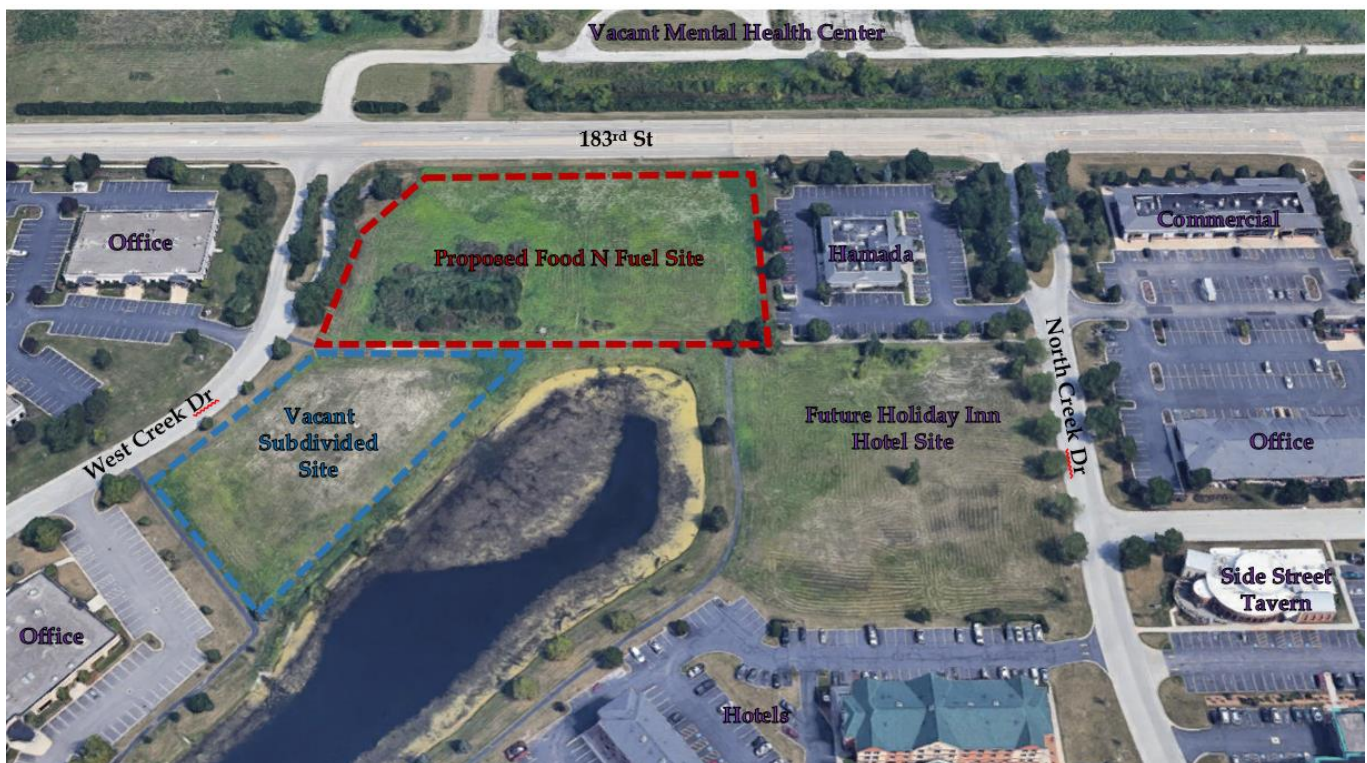 Vacant Mental Health Center
183rd St
Office
Proposed Food N Fuel Site
Hamada
Commercial
Vacant
Subdivided
Site
West Creek Dr
Future Holiday Inn
Hotel Site
North Creek Dr
Office
Side Street
Tavern
Office
Hotels